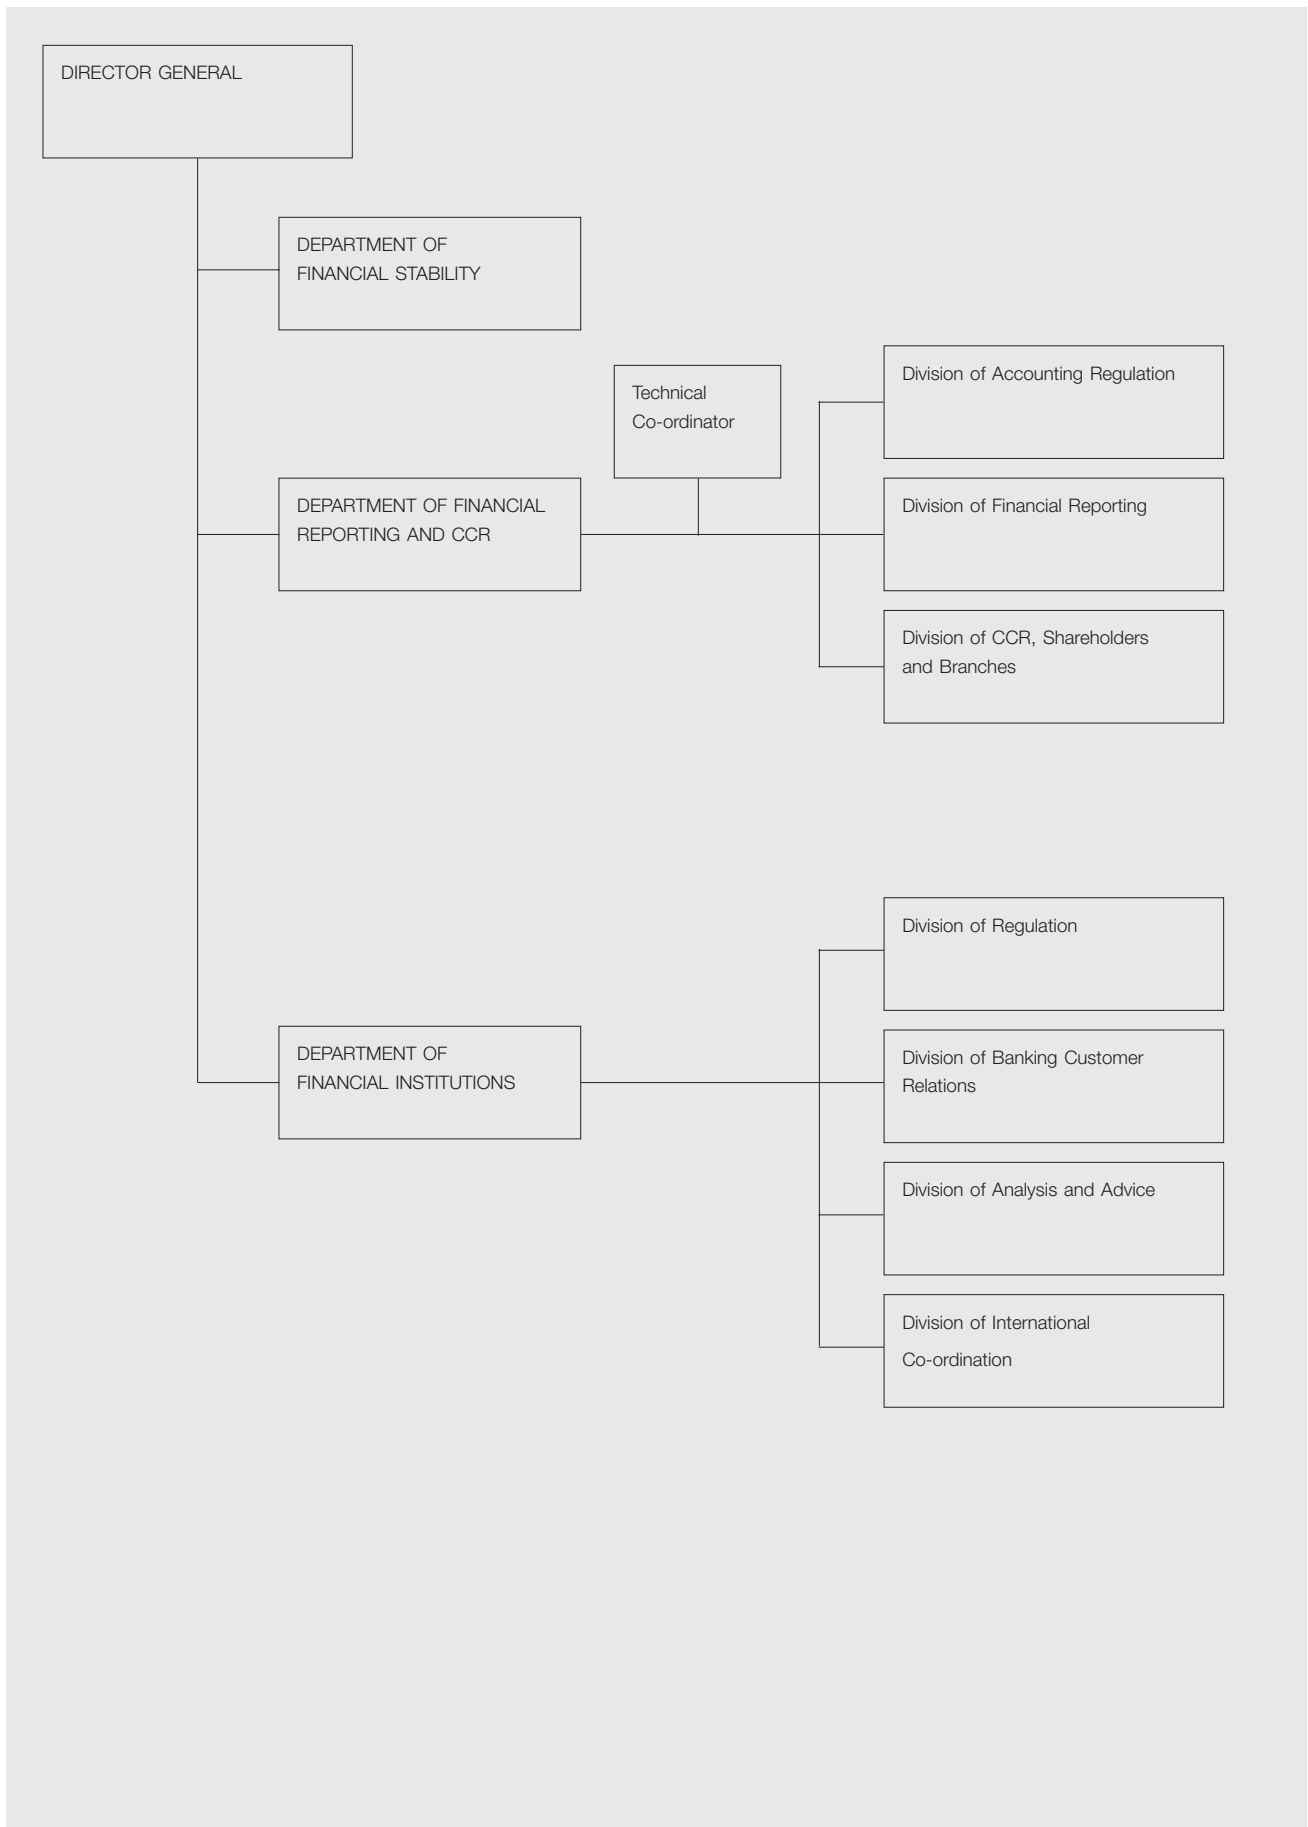 DIRECTOR GENERAL
DEPARTMENT OF
FINANCIAL STABILITY
Technical
Co-ordinator
Division of Accounting Regulation
DEPARTMENT OF FINANCIAL
REPORTING AND CCR
Division of Financial Reporting
Division of CCR, Shareholders
and Branches
Division of Regulation
DEPARTMENT OF
FINANCIAL INSTITUTIONS
Division of Banking Customer
Relations
Division of Analysis and Advice
Division of International
Co-ordination